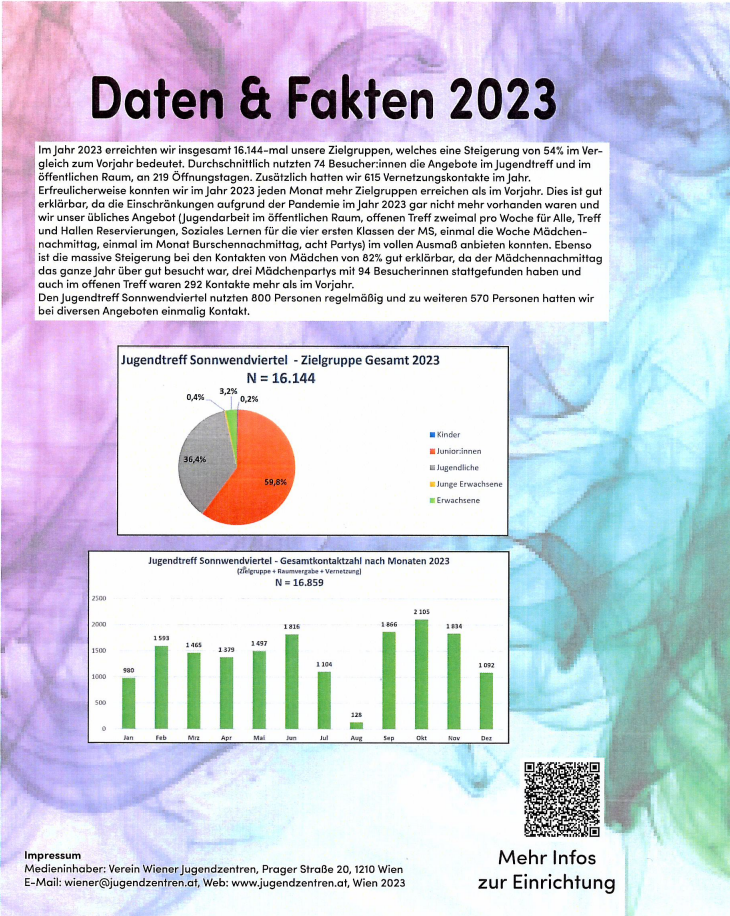 Daten & Fakten 2023
Im Jahr 2023 erreichten wir insgesamt 16.144-mal unsere Zielgruppen, welches eine Steigerung von 54% im Ver-
gleich zum Vorjahr bedeutet. Durchschnittlich nutzten 74 Besucher:innen die Angebote im Jugendtreff und im
öffentlichen Raum, an 219 Öffnungstagen. Zusätzlich hatten wir 615 Vernetzungskontakte im Jahr.
Erfreulicherweise konnten wir im Jahr 2023 jeden Monat mehr Zielgruppen erreichen als im Vorjahr. Dies ist gut
erklärbar, da die Einschränkungen aufgrund der Pandemie im Jahr 2023 gar nicht mehr vorhanden waren und
wir unser übliches Angebot (Jugendarbeit im öffentlichen Raum, offenen Treff zweimal pro Woche für Alle, Treff
und Hallen Reservierungen, Soziales Lernen für die vier ersten Klassen der MS, einmal die Woche Mädchen-
nachmittag, einmal im Monat Burschennachmittag, acht Partys) im vollen Ausmaß anbieten konnten. Ebenso
ist die massive Steigerung bei den Kontakten von Mädchen von 82% gut erklärbar, da der Mädchennachmittag
das ganze Jahr über gut besucht war, drei Mädchenpartys mit 94 Besucherinnen stattgefunden haben und
auch im offenen Treff waren 292 Kontakte mehr als im Vorjahr.
Den Jugendtreff Sonnwendviertel nutzten 800 Personen regelmäßig und zu weiteren 570 Personen hatten wir
bei diversen Angeboten einmalig Kontakt.
Jugendtreff Sonnwendviertel - Zielgruppe Gesamt 2023
N = 16.144
0,4%
3,2%
0,2%
36,4%
59,8%
Kinder
Junior:innen
Jugendliche
Junge Erwachsene
Erwachsene
Jugendtreff Sonnwendviertel - Gesamtkontaktzahl nach Monaten 2023
(Zielgruppe + Raumvergabe + Vernetzung)
N = 16.859
2500
2000
1500
1000
500
0
980
1 593
1 465
1 379
1 497
1 816
1 104
128
1 866
2 105
1 834
1 092
Jan Feb Mrz Apr Mai Jun Jul Aug Sep Okt Nov Dez
Mehr Infos
zur Einrichtung
Impressum
Medieninhaber: Verein Wiener Jugendzentren, Prager Straße 20, 1210 Wien
E-Mail: wiener@jugendzentren.at, Web: www.jugendzentren.at, Wien 2023